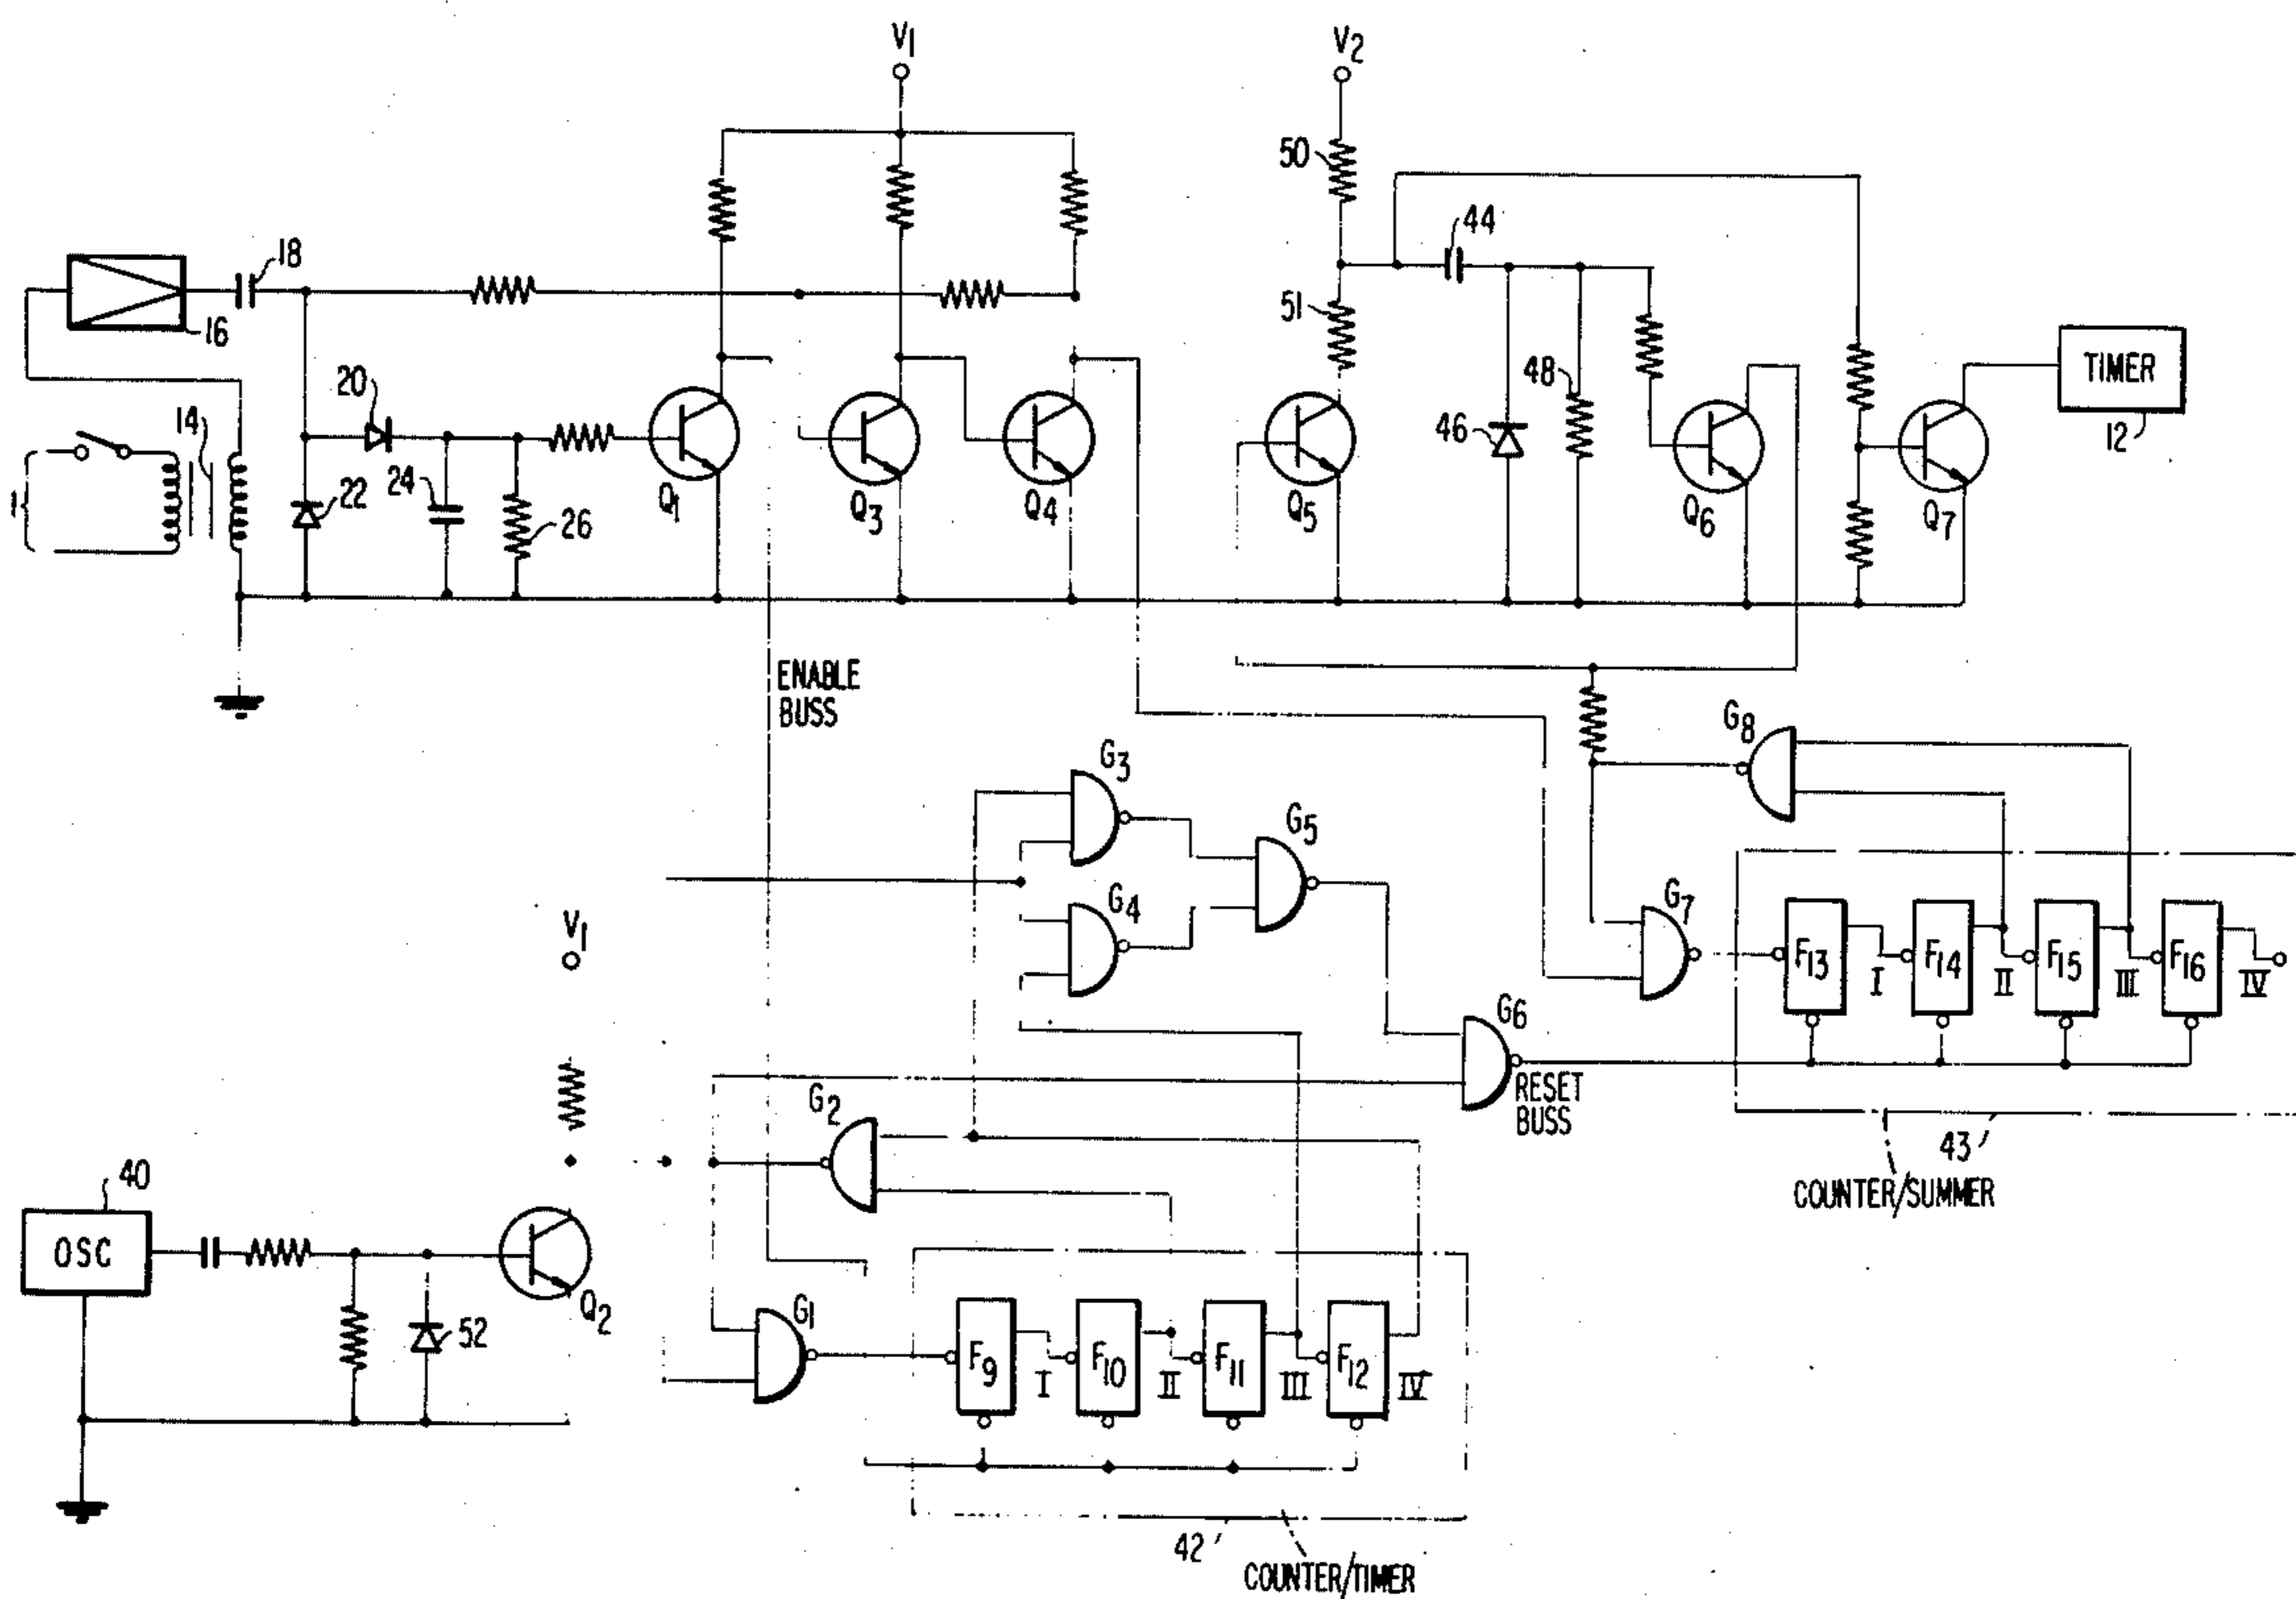 V1
V2
50
44
18
16
51
20
14
48
TIMER
46
12
22
24
26
Q1
Q3
Q4
Q5
Q6
Q7
1
ENABLE
BUSS
G8
G3
G5
G4
G7
V1
F13
I
F14
II
F15
III
F16
IV
G6
RESET
BUSS
G2
43
40
COUNTER/SUMMER
OSC
Q2
52
G1
F9
I
F10
II
F11
III
F12
IV
42
COUNTER/TIMER